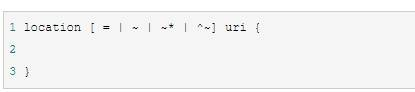 1 location [ = | ~ | ~* | ^~] uri {
2
3 }